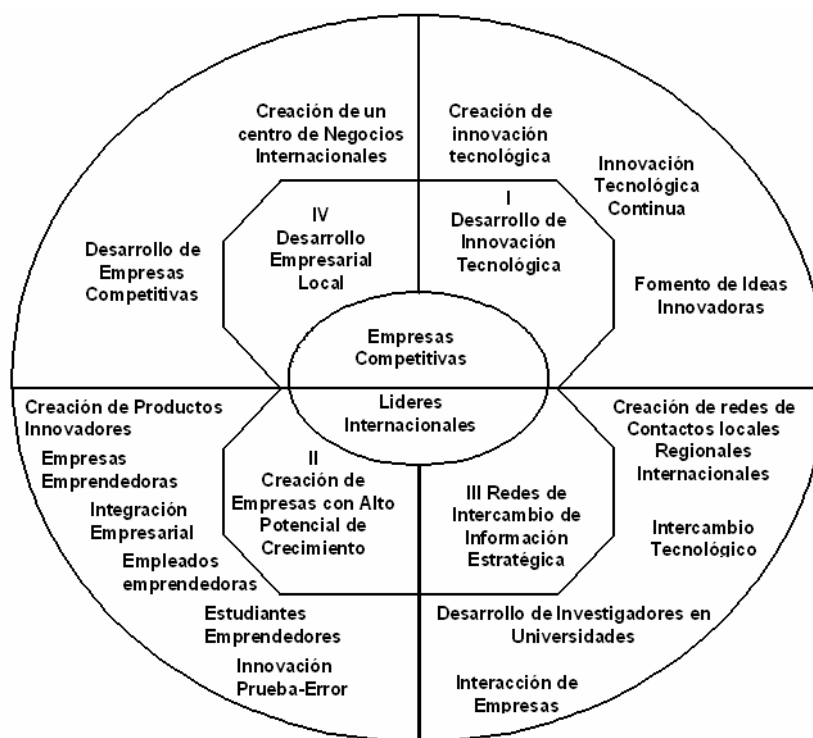 Creación de un
centro de Negocios
Internacionales
Creación de
innovación
tecnológica
Innovación
Tecnológica
Continua
IV
Desarrollo
Empresarial
Local
I
Desarrollo de
Innovación
Tecnológica
Desarrollo de
Empresas
Competitivas
Fomento de Ideas
Innovadoras
Empresas
Competitivas
Lideres
Internacionales
Creación de Productos
Innovadores
Empresas
Emprendedoras
Integración
Empresarial
Empleados
emprendedoras
Estudiantes
Emprendedores
Innovación
Prueba-Error
II
Creación de
Empresas con Alto
Potencial de
Crecimiento
III Redes de
Intercambio de
Información
Estratégica
Creación de redes de
Contactos locales
Regionales
Internacionales
Intercambio
Tecnológico
Desarrollo de Investigadores en
Universidades
Interacción de
Empresas